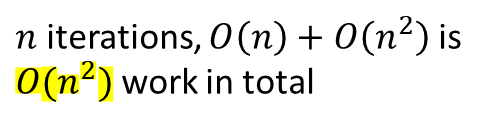 n iterations, O(n) + O(n²) is
O(n²) work in total